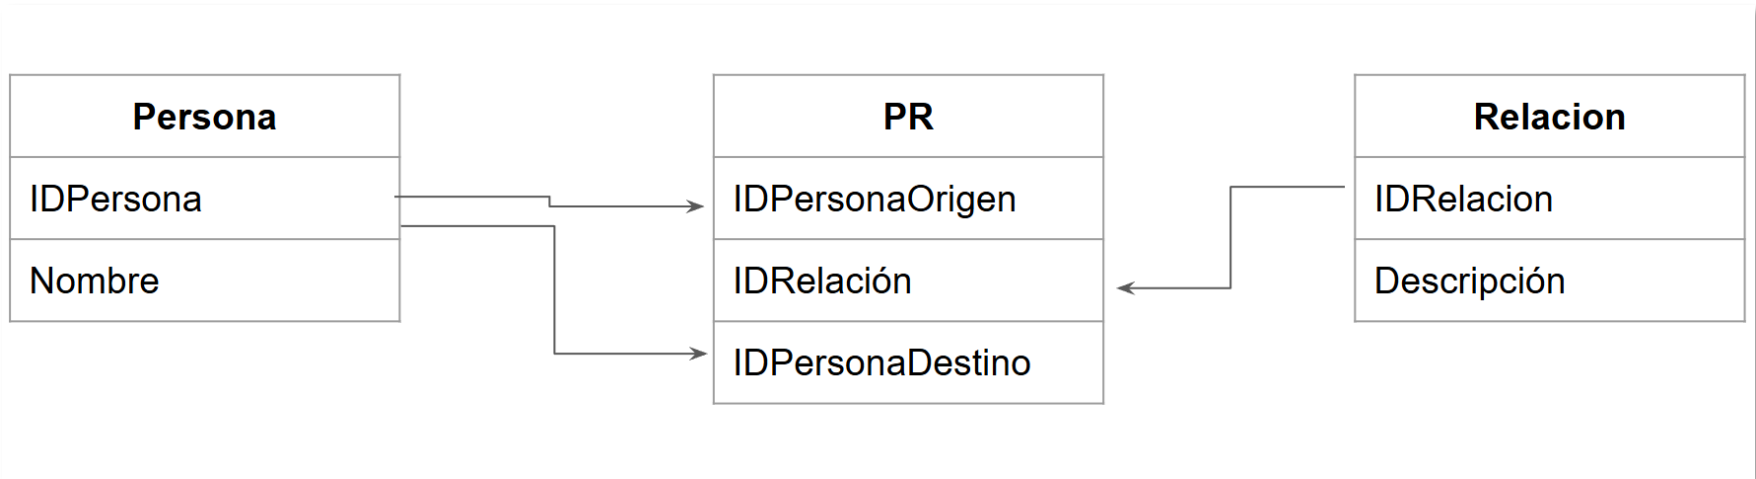 Persona
IDPersona
Nombre
PR
IDPersonaOrigen
IDRelación
IDPersonaDestino
Relacion
IDRelacion
Descripción